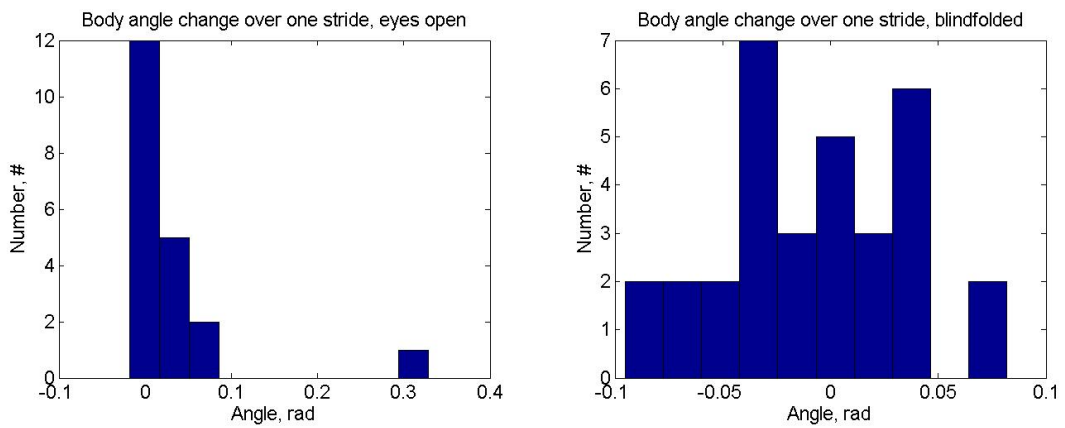 Body angle change over one stride, eyes open
12
10
8
6
4
2
0
-0.1 0 0.1 0.2 0.3 0.4
Number, #
Angle, rad
Body angle change over one stride, blindfolded
7
6
5
4
3
2
1
0
-0.1 -0.05 0 0.05 0.1
Number, #
Angle, rad